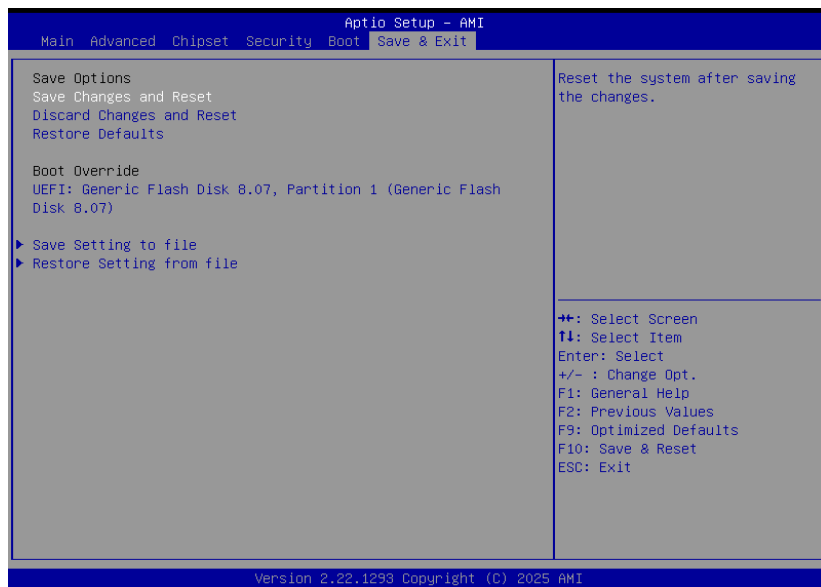 Aptio Setup – AMI
Main Advanced Chipset Security Boot Save & Exit
Save Options
Save Changes and Reset
Discard Changes and Reset
Restore Defaults
Boot Override
UEFI: Generic Flash Disk 8.07, Partition 1 (Generic Flash
Disk 8.07)
▶ Save Setting to file
▶ Restore Setting from file
Reset the system after saving
the changes.
→←: Select Screen
↑↓: Select Item
Enter: Select
+/– : Change Opt.
F1: General Help
F2: Previous Values
F9: Optimized Defaults
F10: Save & Reset
ESC: Exit
Version 2.22.1293 Copyright (C) 2025 AMI